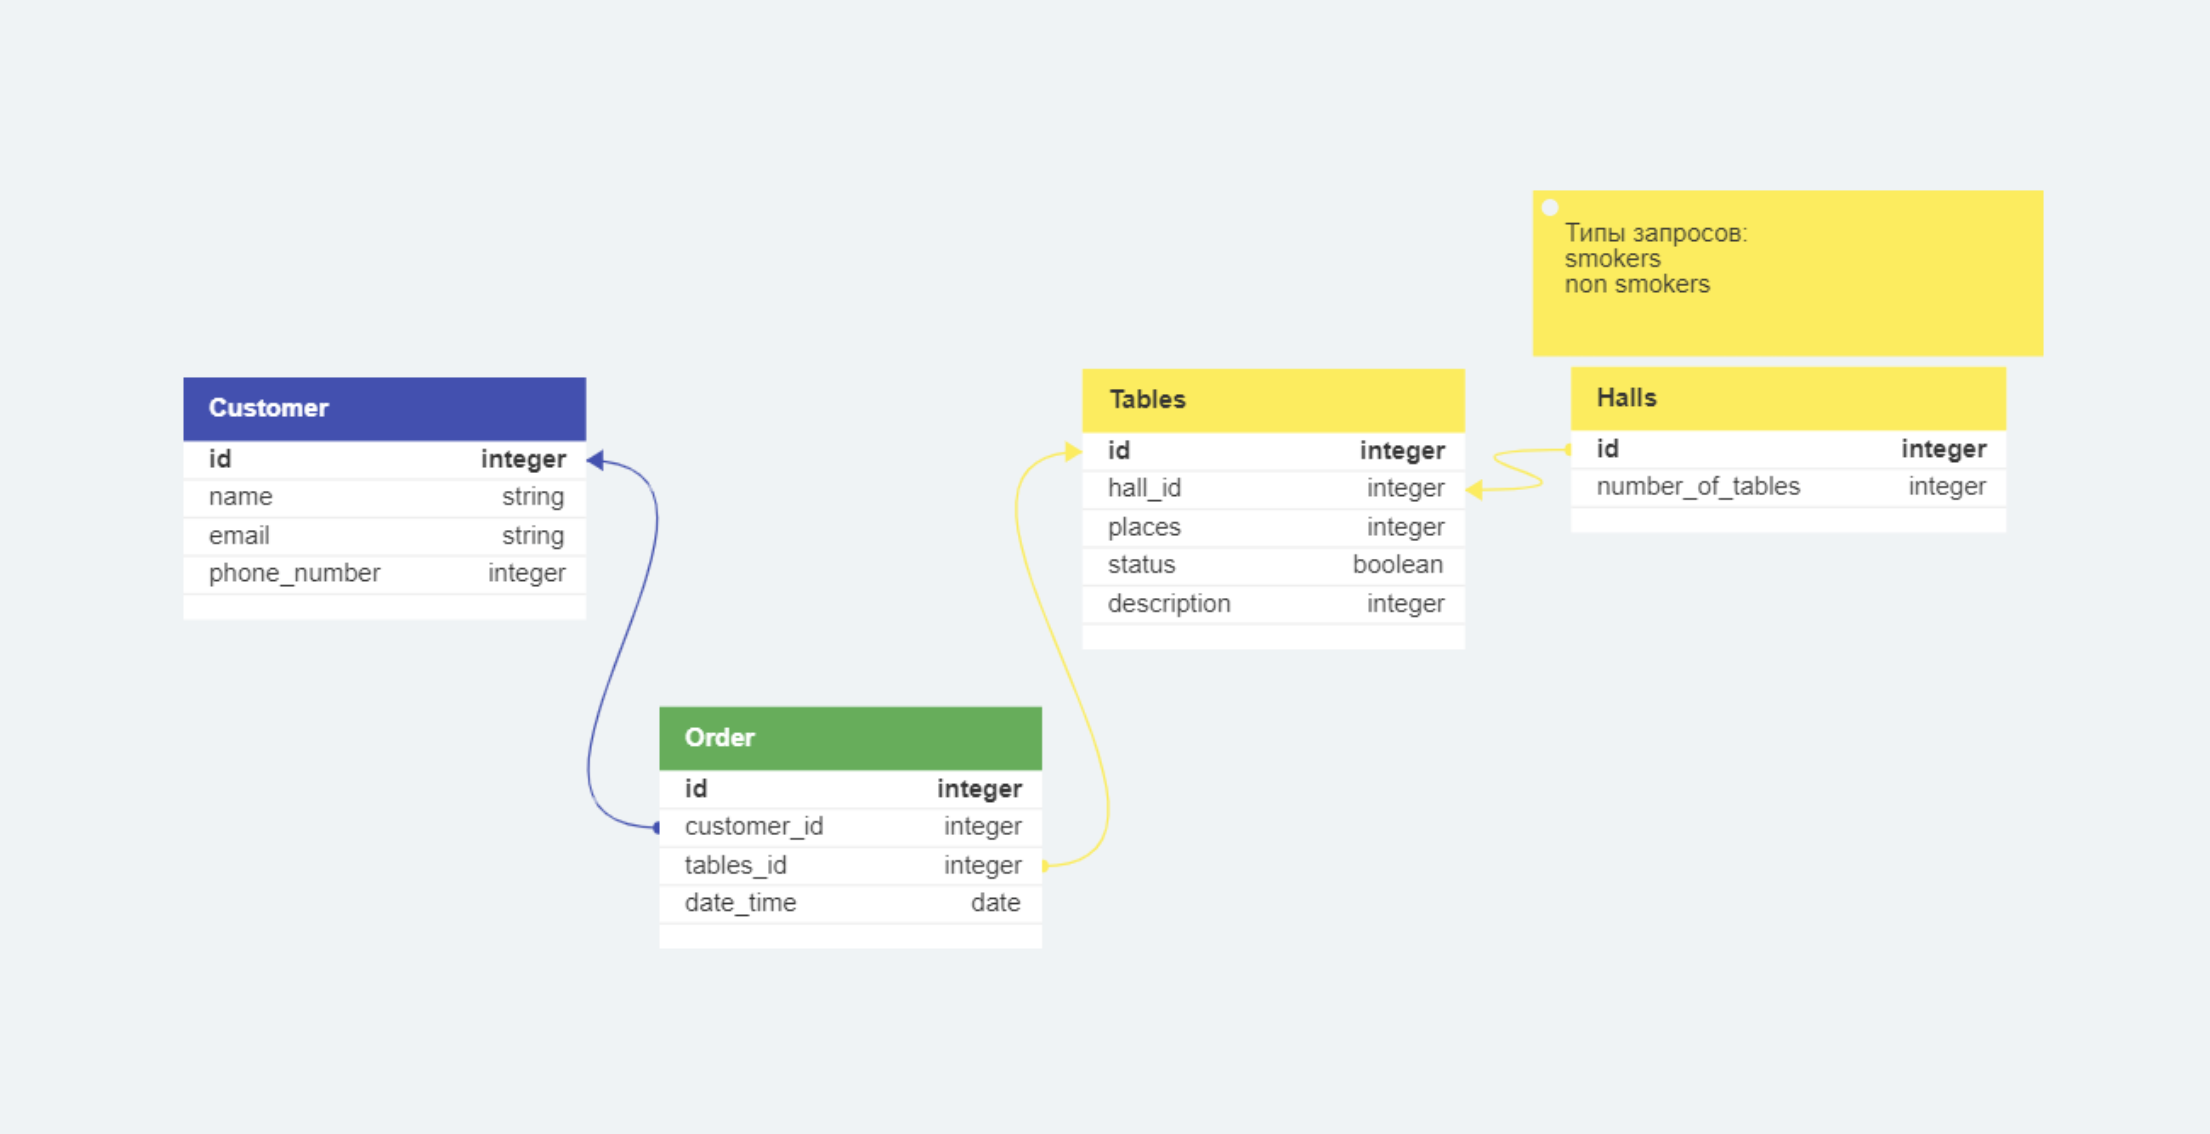 Типы запросов:
smokers
non smokers
Customer
id integer
name string
email string
phone_number integer
Tables
id integer
hall_id integer
places integer
status boolean
description integer
Halls
id integer
number_of_tables integer
Order
id integer
customer_id integer
tables_id integer
date_time date